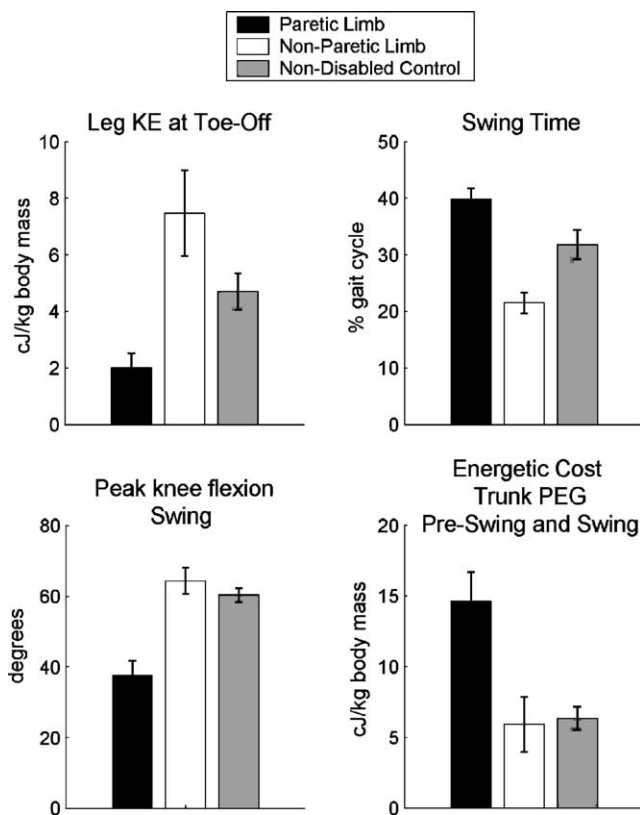 Paretic Limb
Non-Paretic Limb
Non-Disabled Control
Leg KE at Toe-Off
cJ/kg body mass
10
8
6
4
2
0
Swing Time
% gait cycle
50
40
30
20
10
0
Peak knee flexion
Swing
degrees
80
60
40
20
0
Energetic Cost
Trunk PEG
Pre-Swing and Swing
cJ/kg body mass
20
15
10
5
0